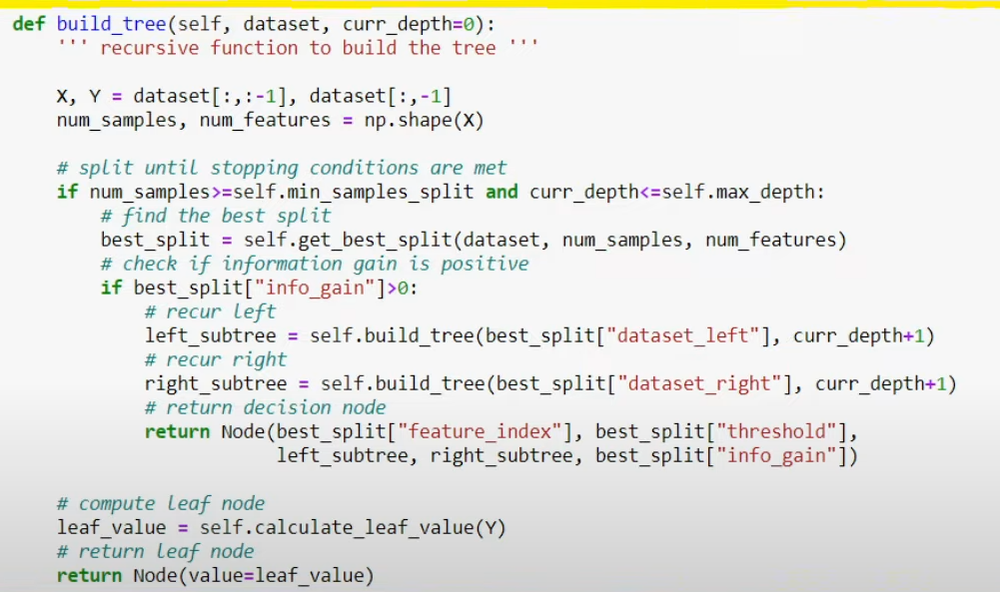 def build_tree(self, dataset, curr_depth=0):
''' recursive function to build the tree '''
X, Y = dataset[:,:-1], dataset[:,-1]
num_samples, num_features = np.shape(X)
# split until stopping conditions are met
if num_samples>=self.min_samples_split and curr_depth<=self.max_depth:
# find the best split
best_split = self.get_best_split(dataset, num_samples, num_features)
# check if information gain is positive
if best_split["info_gain"]>0:
# recur left
left_subtree = self.build_tree(best_split["dataset_left"], curr_depth+1)
# recur right
right_subtree = self.build_tree(best_split["dataset_right"], curr_depth+1)
# return decision node
return Node(best_split["feature_index"], best_split["threshold"],
left_subtree, right_subtree, best_split["info_gain"])
# compute leaf node
leaf_value = self.calculate_leaf_value(Y)
# return leaf node
return Node(value=leaf_value)